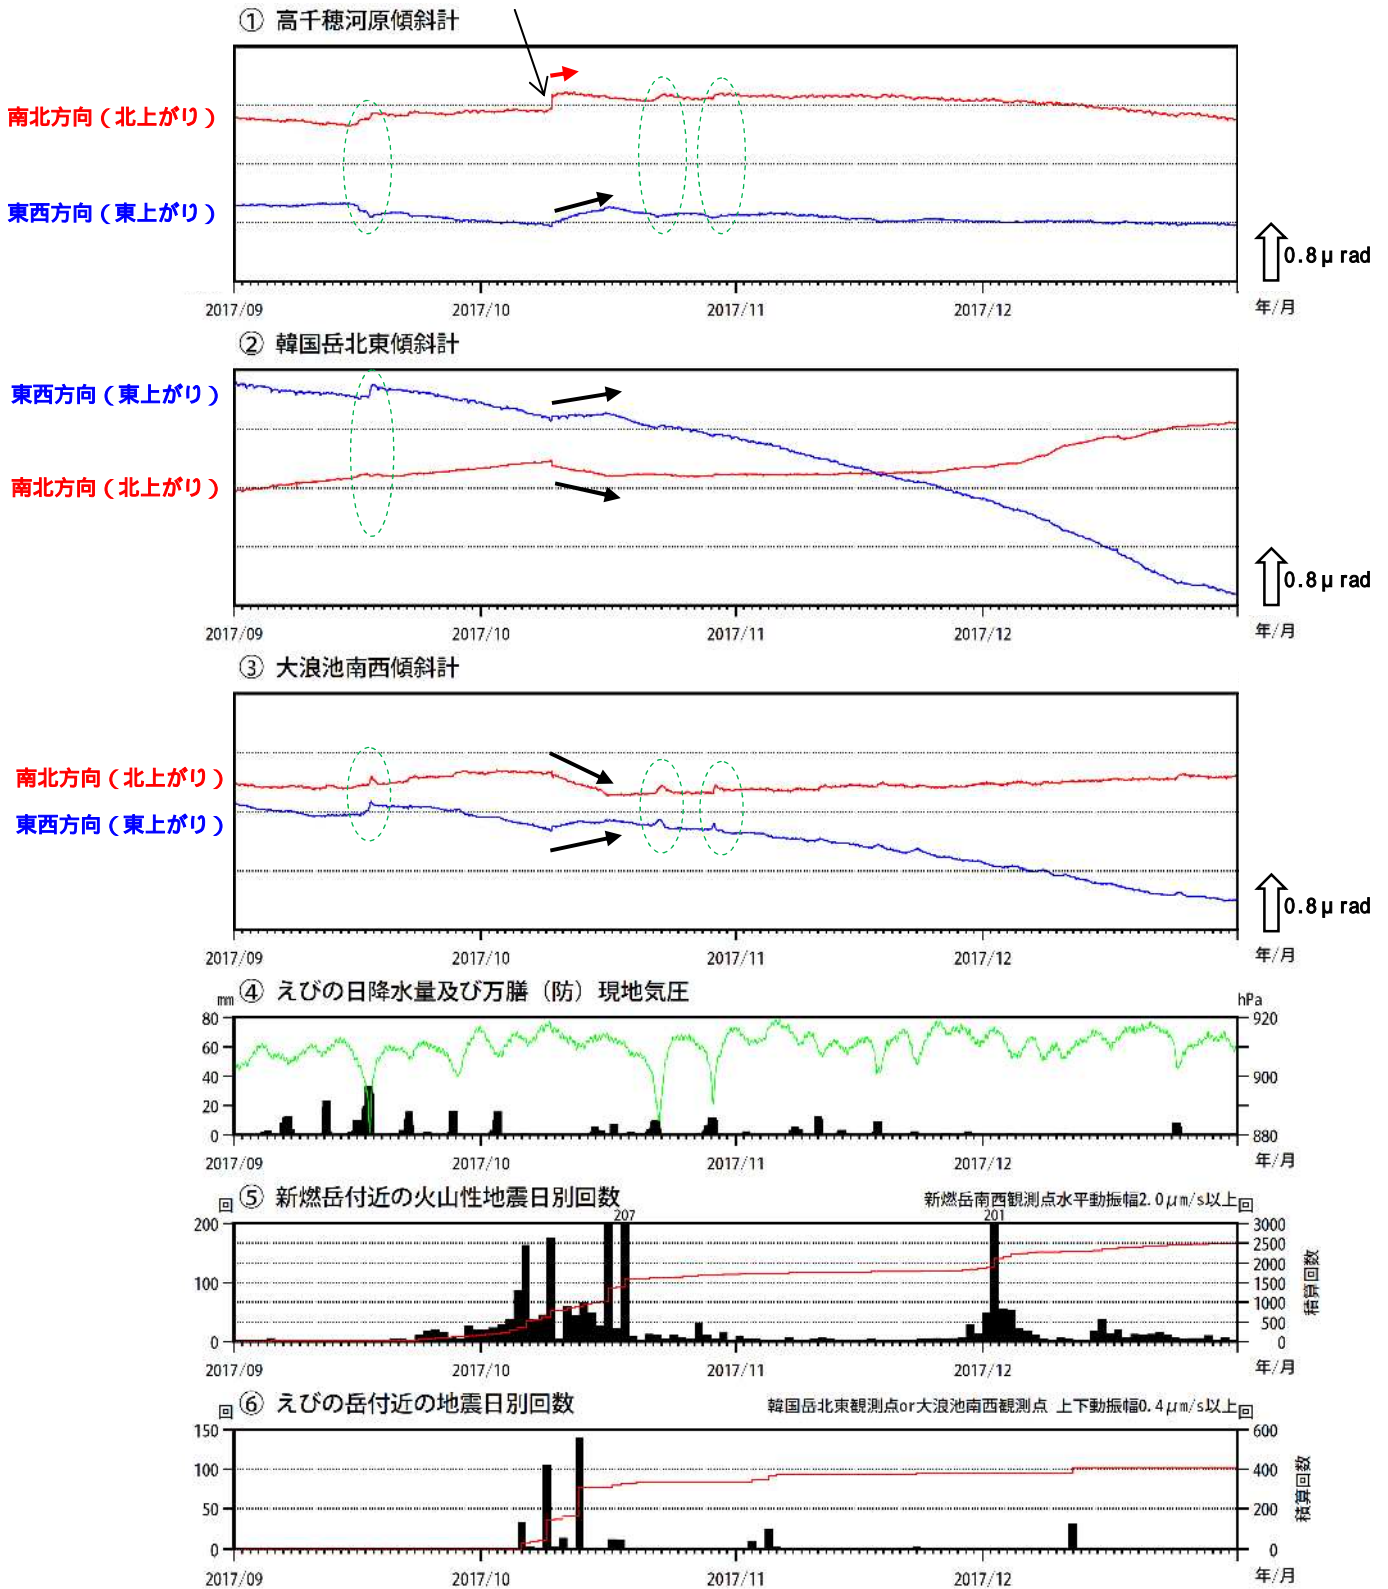 ① 高千穂河原傾斜計
南北方向(北上がり)
東西方向(東上がり)
0.8μ rad
2017/09 2017/10 2017/11 2017/12 年/月
② 韓国岳北東傾斜計
東西方向(東上がり)
南北方向(北上がり)
0.8μ rad
2017/09 2017/10 2017/11 2017/12 年/月
③ 大浪池南西傾斜計
南北方向(北上がり)
東西方向(東上がり)
0.8μ rad
2017/09 2017/10 2017/11 2017/12 年/月
mm ④ えびの日降水量及び万膳(防)現地気圧 hPa
80 920
60
40 900
20
0 880
2017/09 2017/10 2017/11 2017/12 年/月
回 ⑤ 新燃岳付近の火山性地震日別回数 新燃岳南西観測点水平動振幅2.0μm/s以上 回
207 201
200 3000
2500
2000
100 1500
1000
500
0 0
積算回数
2017/09 2017/10 2017/11 2017/12 年/月
回 ⑥ えびの岳付近の地震日別回数 韓国岳北東観測点or大浪池南西観測点 上下動振幅0.4μm/s以上 回
150 600
100 400
50 200
0 0
積算回数
2017/09 2017/10 2017/11 2017/12 年/月